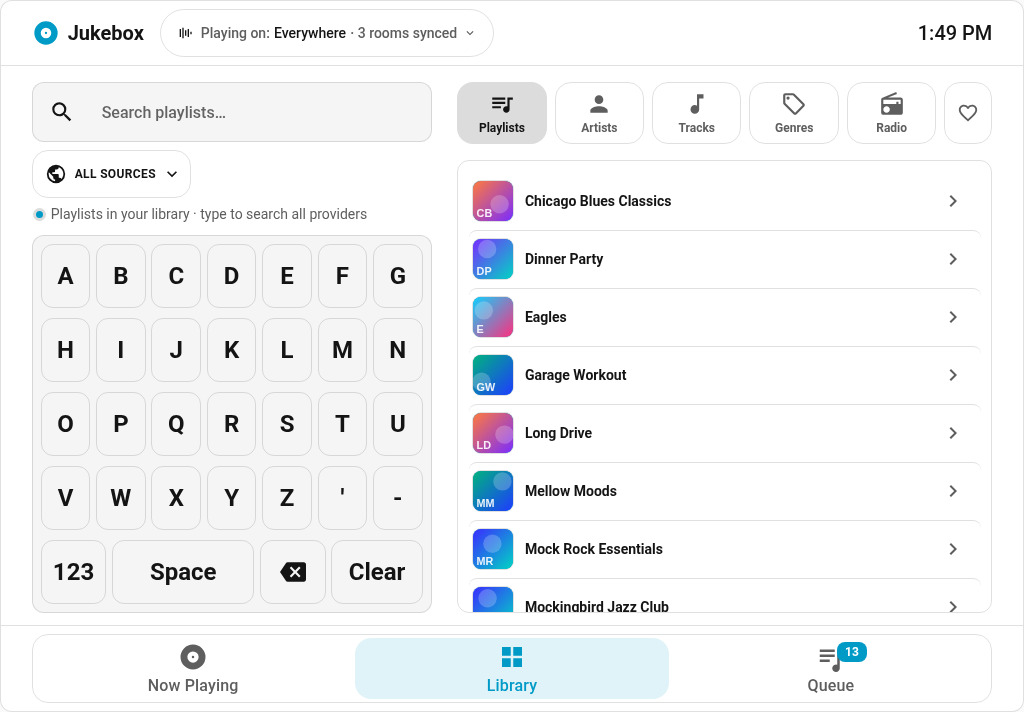 Jukebox
Playing on: Everywhere · 3 rooms synced
1:49 PM
Search playlists…
ALL SOURCES
Playlists in your library · type to search all providers
A B C D E F G
H I J K L M N
O P Q R S T U
V W X Y Z ' -
123 Space Clear
Playlists Artists Tracks Genres Radio
CB Chicago Blues Classics
DP Dinner Party
E Eagles
GW Garage Workout
LD Long Drive
MM Mellow Moods
MR Mock Rock Essentials
Mockingbird Jazz Club
Now Playing
Library
13
Queue